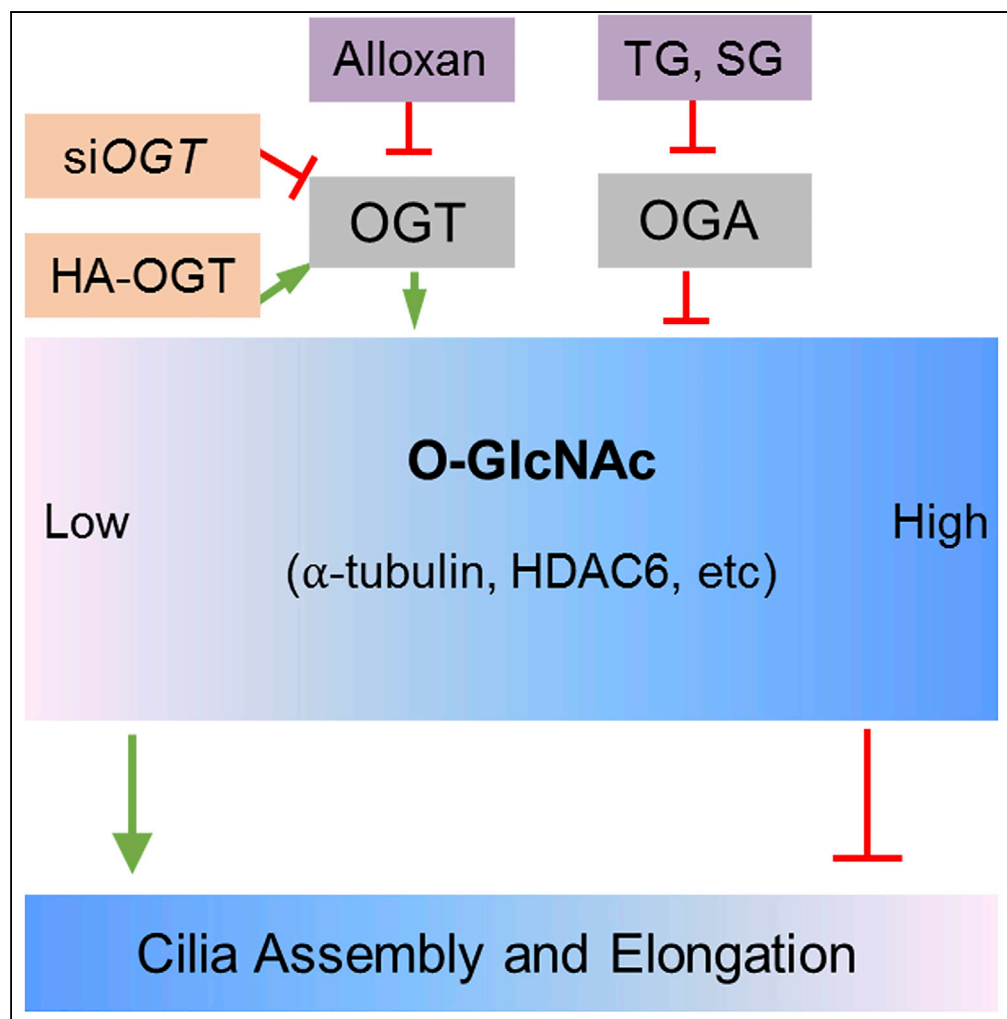 Alloxan
TG, SG
siOGT
OGT
OGA
HA-OGT
O-GlcNAc
Low
High
(α-tubulin, HDAC6, etc)
Cilia Assembly and Elongation